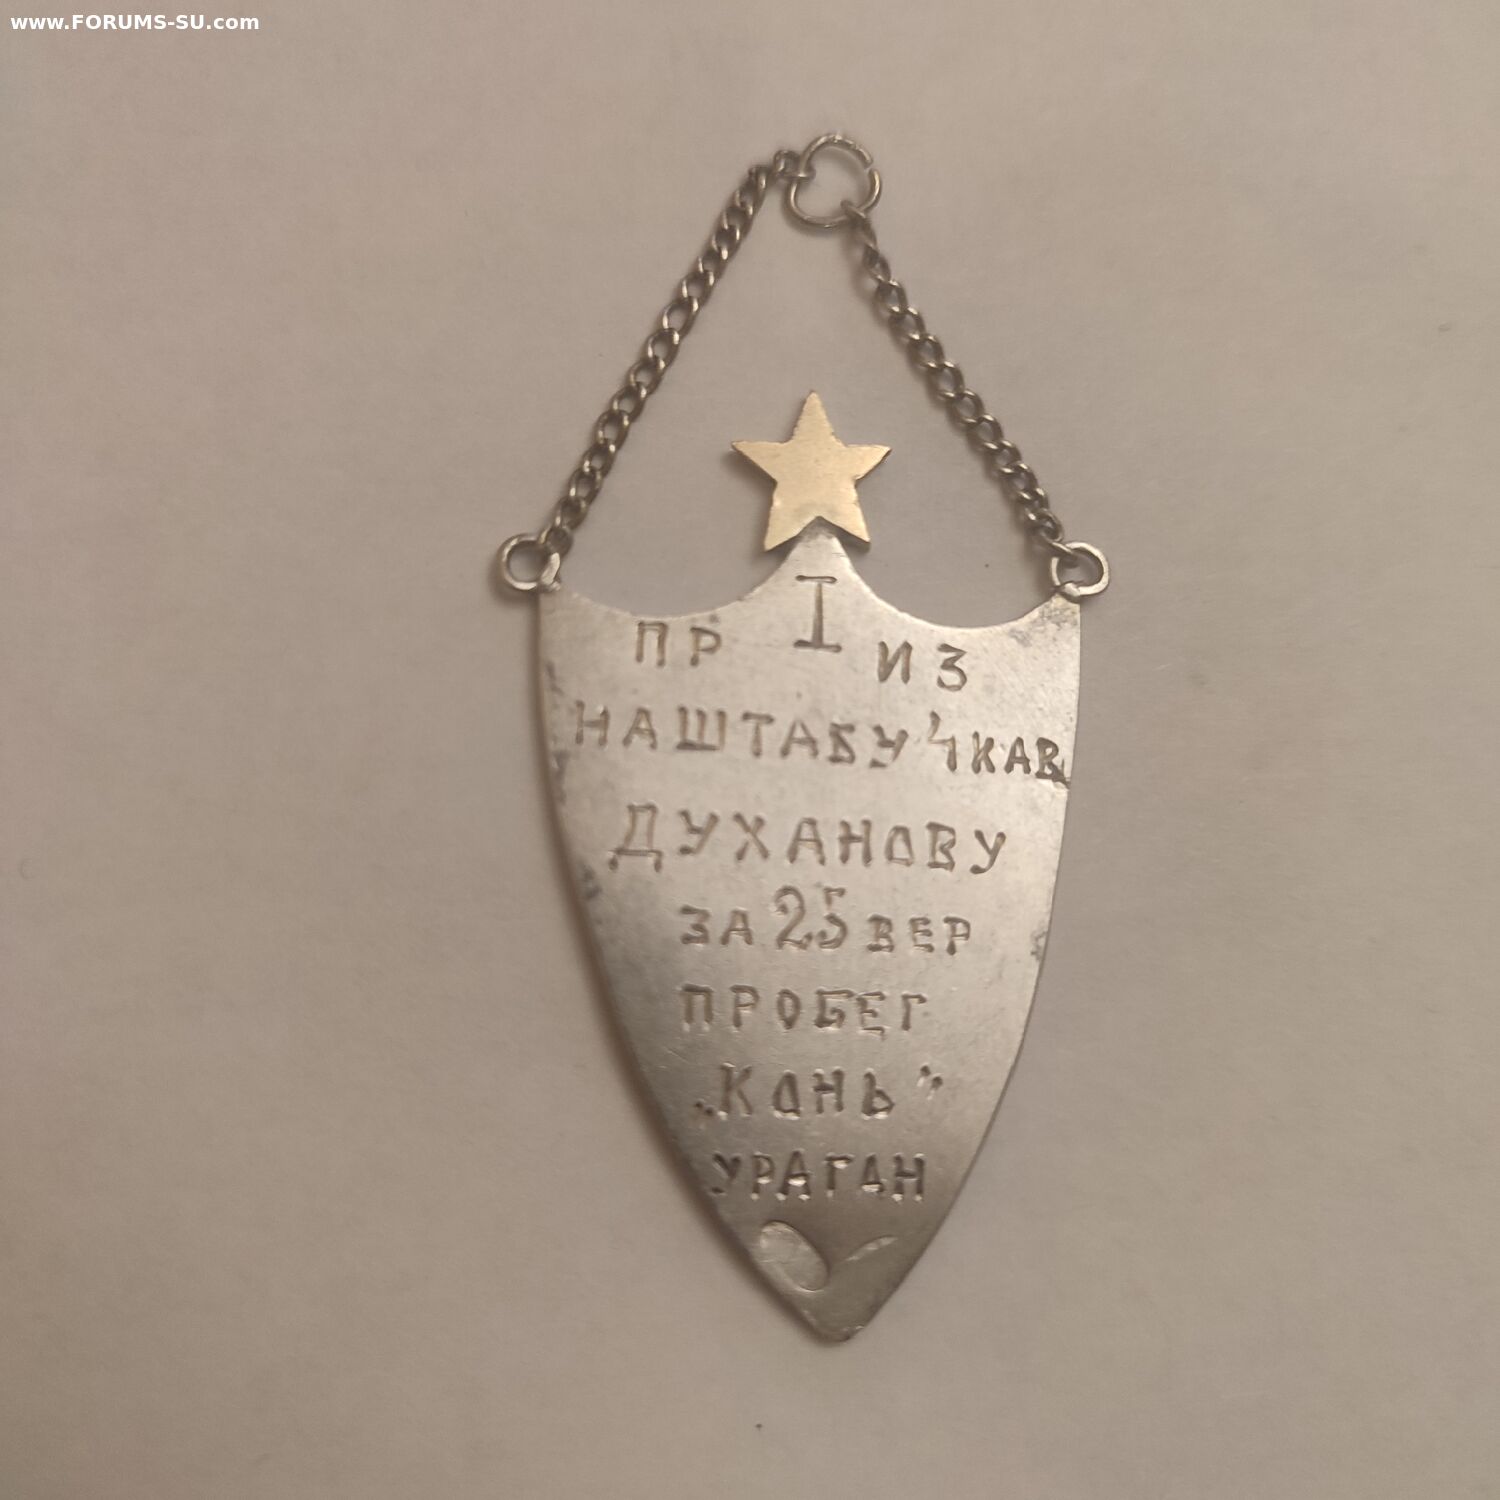 www.FORUMS-SU.com
ПР I ИЗ
НАШТАБУ 4 КАВ
ДУХАНОВУ
ЗА 25 ВЕР
ПРОБЕГ
„КОНЬ”
УРАГАН